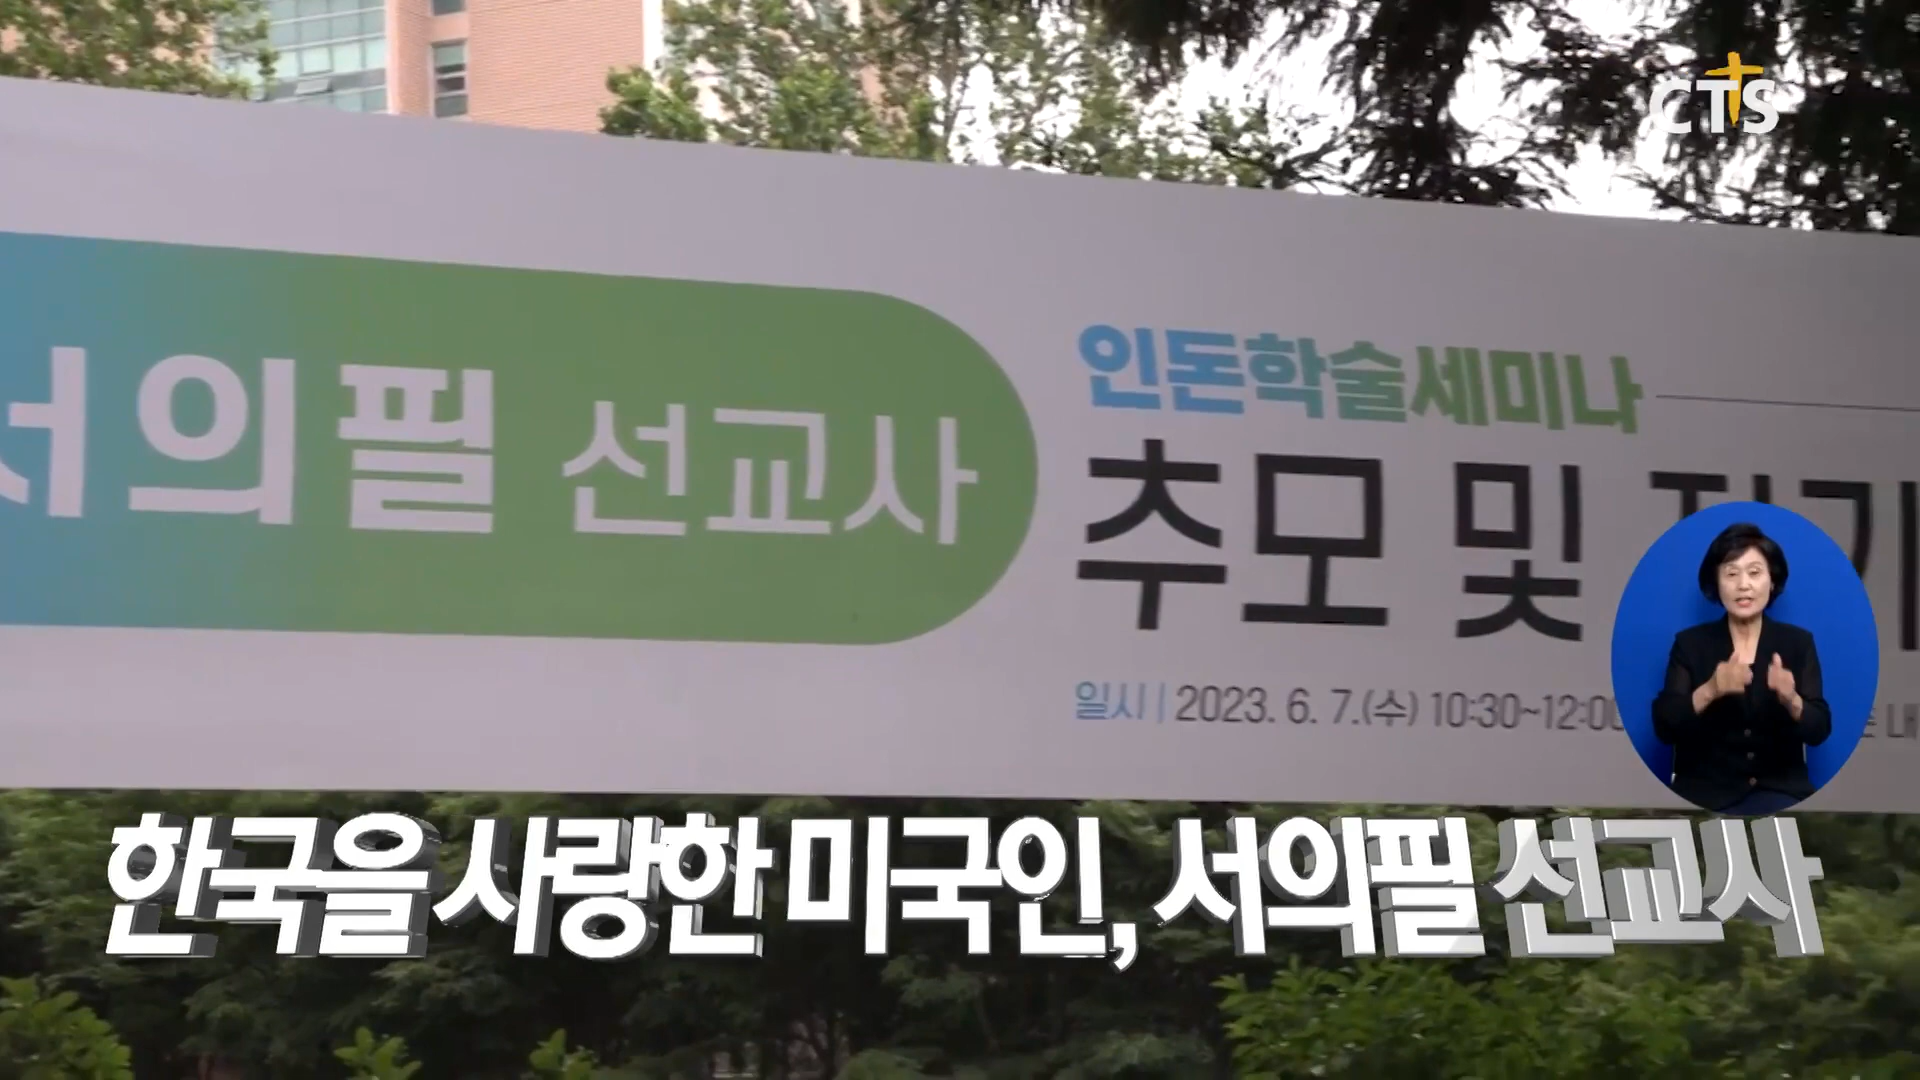 CTS
서의필 선교사
인돈학술세미나
추모 및
일시 | 2023. 6. 7.(수) 10:30~12:00
내
한국을 사랑한 미국인, 서의필 선교사